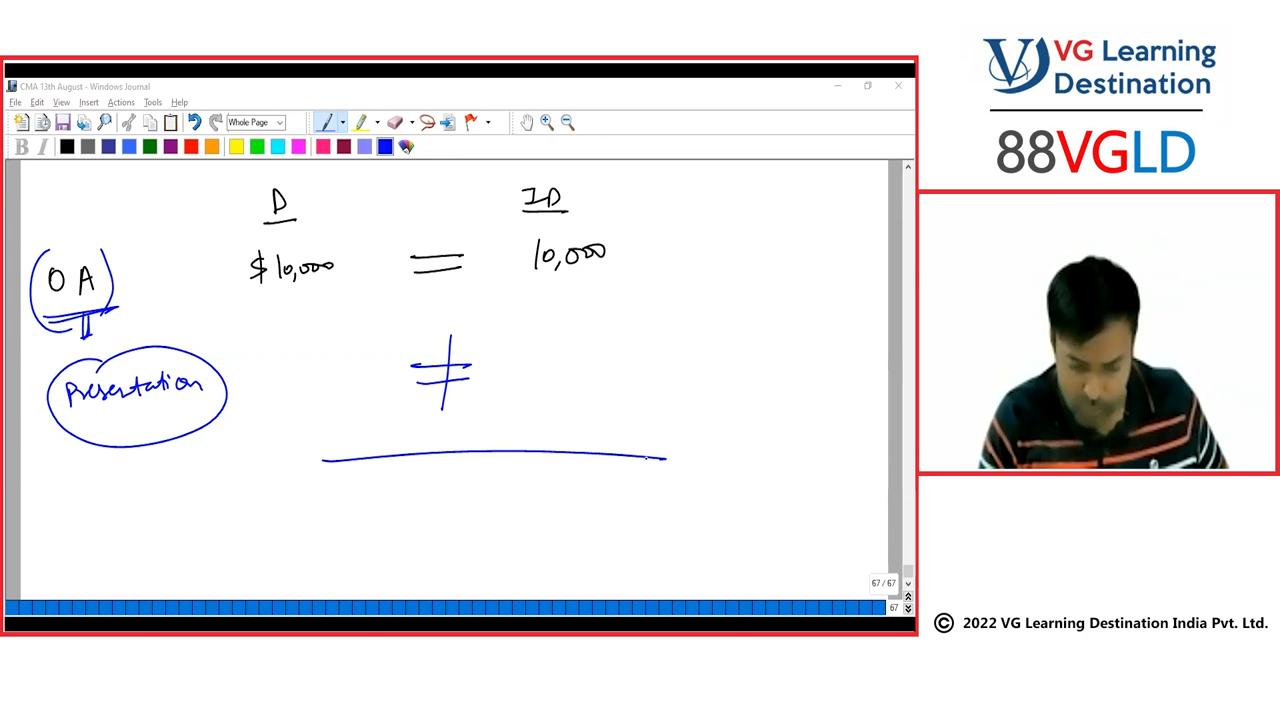 CMA 13th August - Windows Journal
File Edit View Insert Actions Tools Help
Whole Page
B I
D ID
OA $10,000 = 10,000
Presentation ≠
67 / 67
67
VG Learning
Destination
88VGLD
© 2022 VG Learning Destination India Pvt. Ltd.